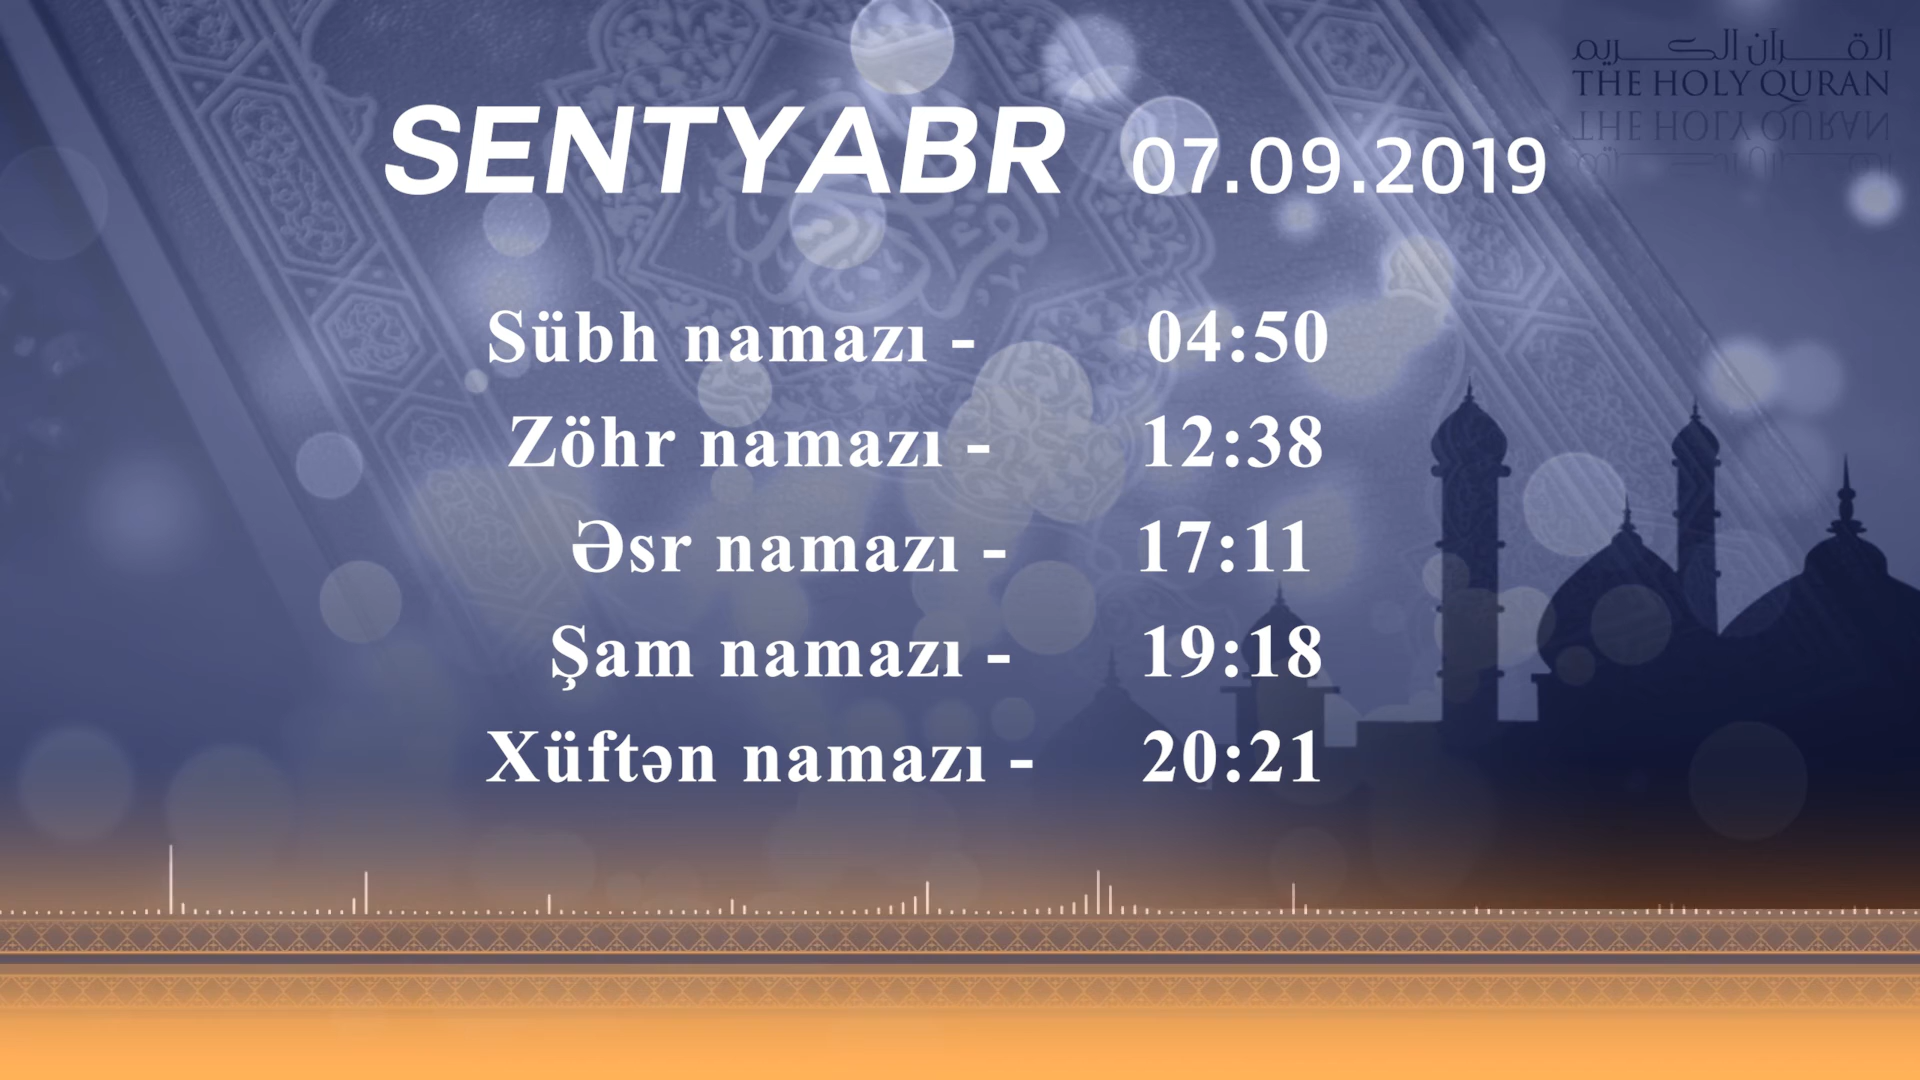 القرآن الكريم
THE HOLY QURAN
SENTYABR 07.09.2019
Sübh namazı - 04:50
Zöhr namazı - 12:38
Əsr namazı - 17:11
Şam namazı - 19:18
Xüftən namazı - 20:21